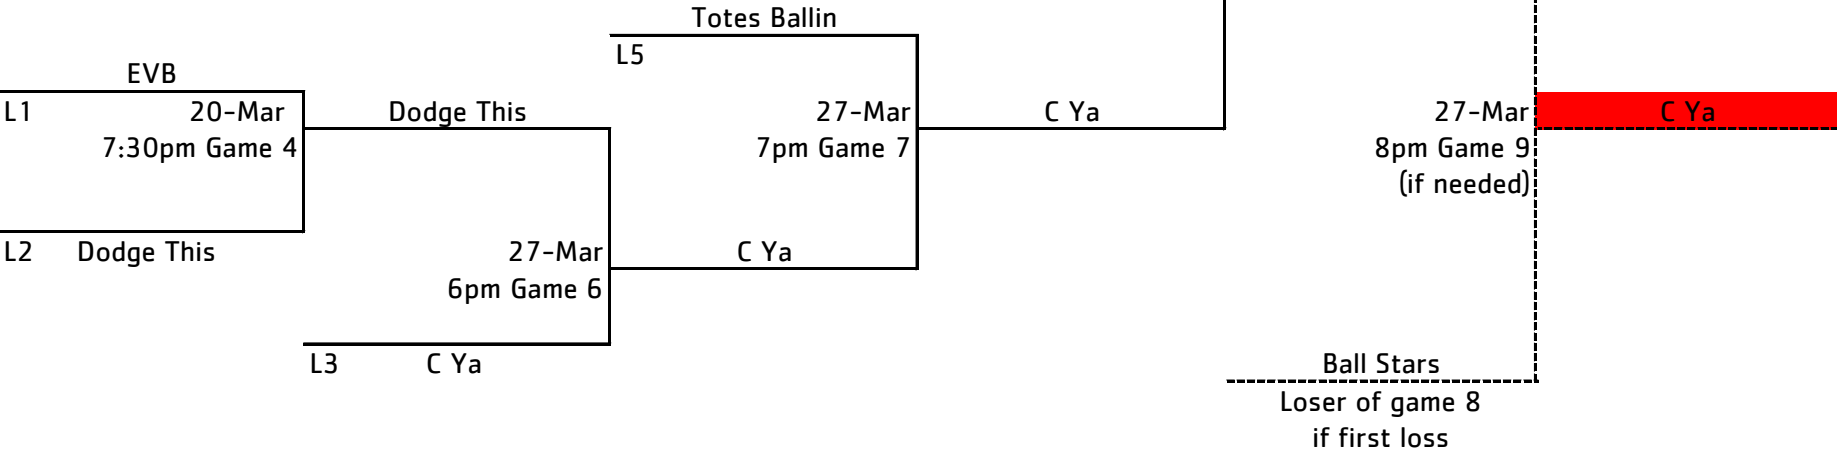 Totes Ballin
L5
EVB
L1
20-Mar
Dodge This
27-Mar
C Ya
27-Mar
C Ya
7:30pm Game 4
7pm Game 7
8pm Game 9
(if needed)
L2
Dodge This
27-Mar
C Ya
6pm Game 6
L3
C Ya
Ball Stars
Loser of game 8
if first loss